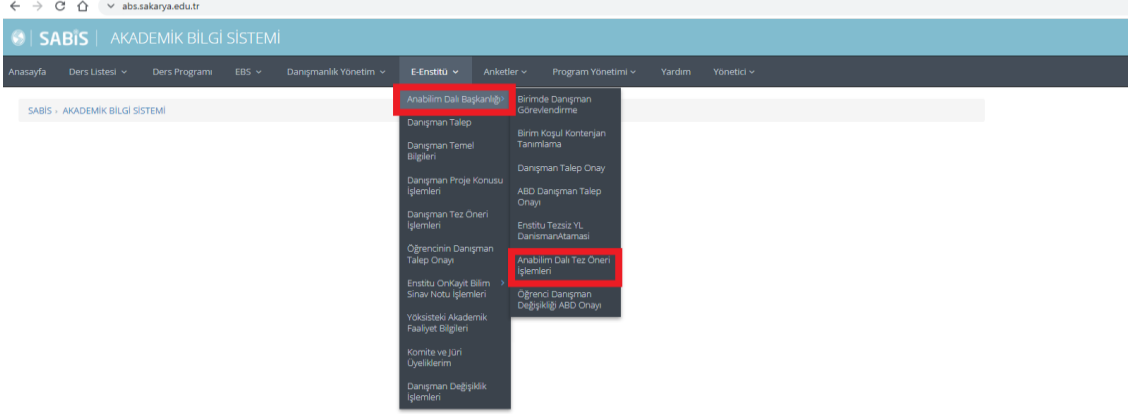 abs.sakarya.edu.tr
SABİS | AKADEMİK BİLGİ SİSTEMİ
Anasayfa Ders Listesi Ders Programı EBS Danışmanlık Yönetim E-Enstitü Anketler Program Yönetimi Yardım Yönetici
SABİS › AKADEMİK BİLGİ SİSTEMİ
Anabilim Dalı Başkanlığı
Danışman Talep
Danışman Temel
Bilgileri
Danışman Proje Konusu
İşlemleri
Danışman Tez Öneri
İşlemleri
Öğrencinin Danışman
Talep Onayı
Enstitu OnKayit Bilim
Sinav Notu İşlemleri
Yöksisteki Akademik
Faaliyet Bilgileri
Komite ve Jüri
Üyeliklerim
Danışman Değişiklik
İşlemleri
Birimde Danışman
Görevlendirme
Birim Koşul Kontenjan
Tanımlama
Danışman Talep Onay
ABD Danışman Talep
Onayı
Enstitu Tezsiz YL
DanismanAtamasi
Anabilim Dalı Tez Öneri
İşlemleri
Öğrenci Danışman
Değişikliği ABD Onayı